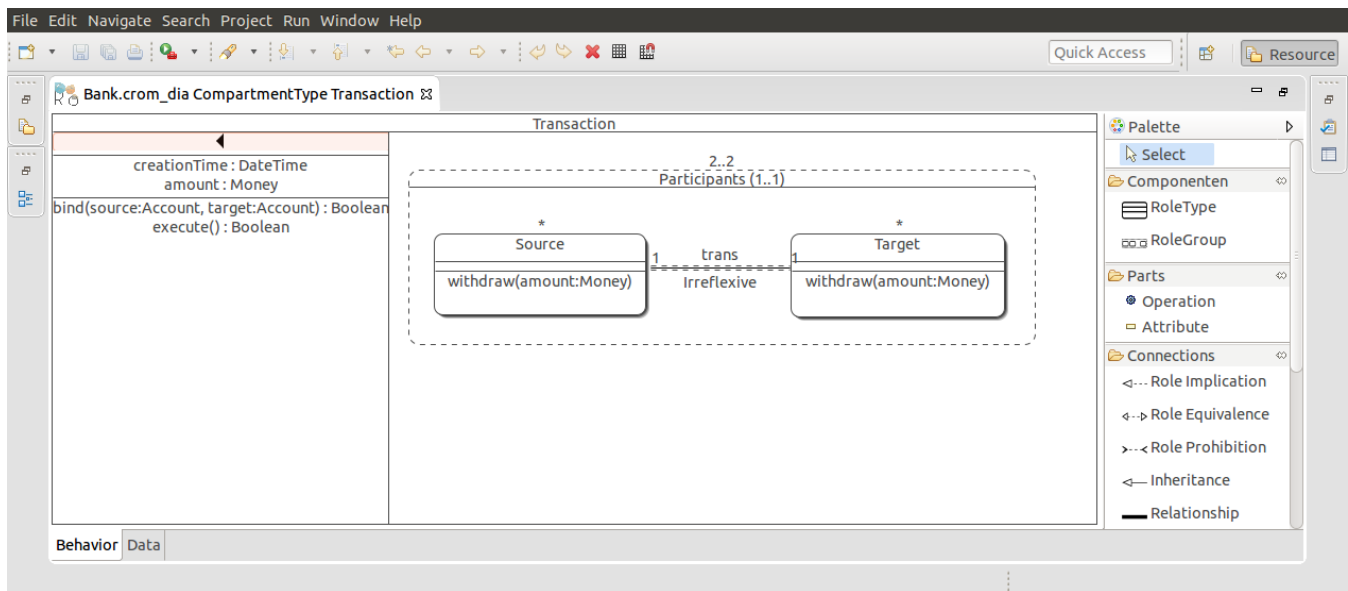 File Edit Navigate Search Project Run Window Help
Quick Access
Resource
Bank.crom_dia CompartmentType Transaction
Transaction
creationTime : DateTime
amount : Money
bind(source:Account, target:Account) : Boolean
execute() : Boolean
2..2
Participants (1..1)
*
*
Source
Target
1
trans
1
Irreflexive
withdraw(amount:Money)
withdraw(amount:Money)
Palette
Select
Componenten
RoleType
RoleGroup
Parts
Operation
Attribute
Connections
Role Implication
Role Equivalence
Role Prohibition
Inheritance
Relationship
Behavior Data